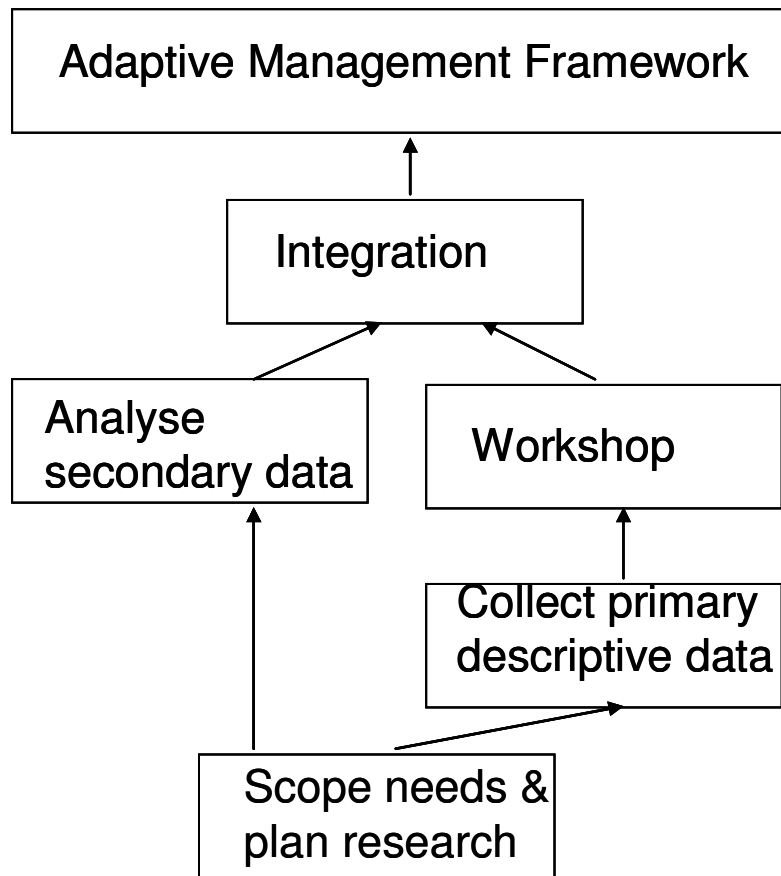 Adaptive Management Framework
Integration
Analyse
secondary data
Workshop
Collect primary
descriptive data
Scope needs &
plan research